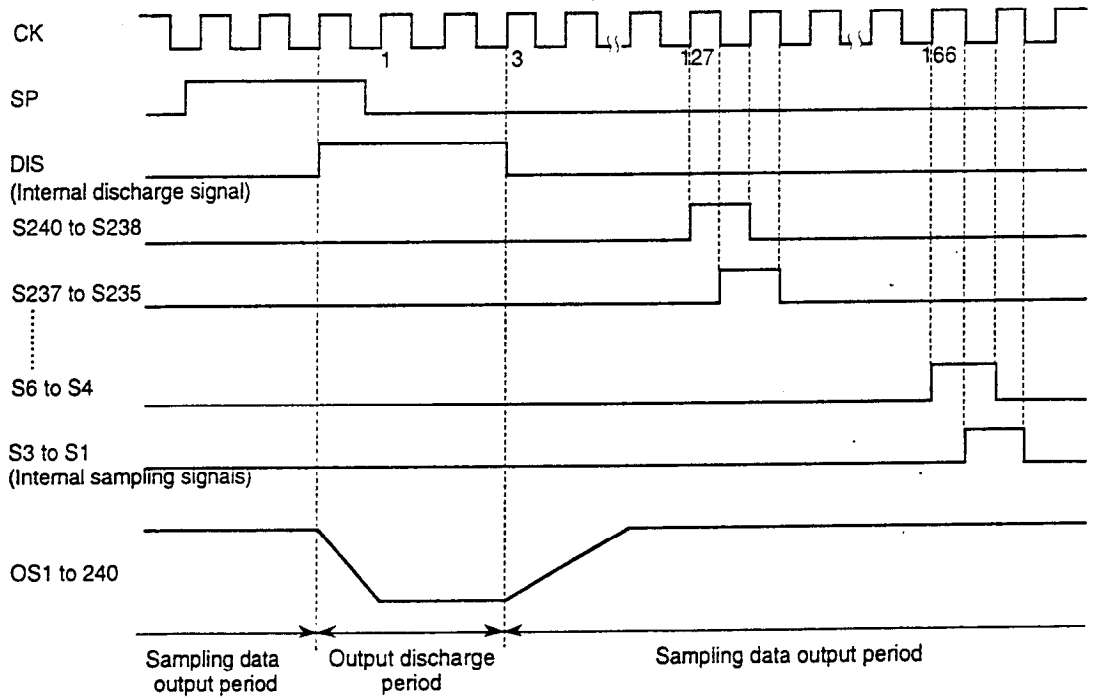 CK
1
3
127
166
SP
DIS
(Internal discharge signal)
S240 to S238
S237 to S235
S6 to S4
S3 to S1
(Internal sampling signals)
OS1 to 240
Sampling data
output period
Output discharge
period
Sampling data output period